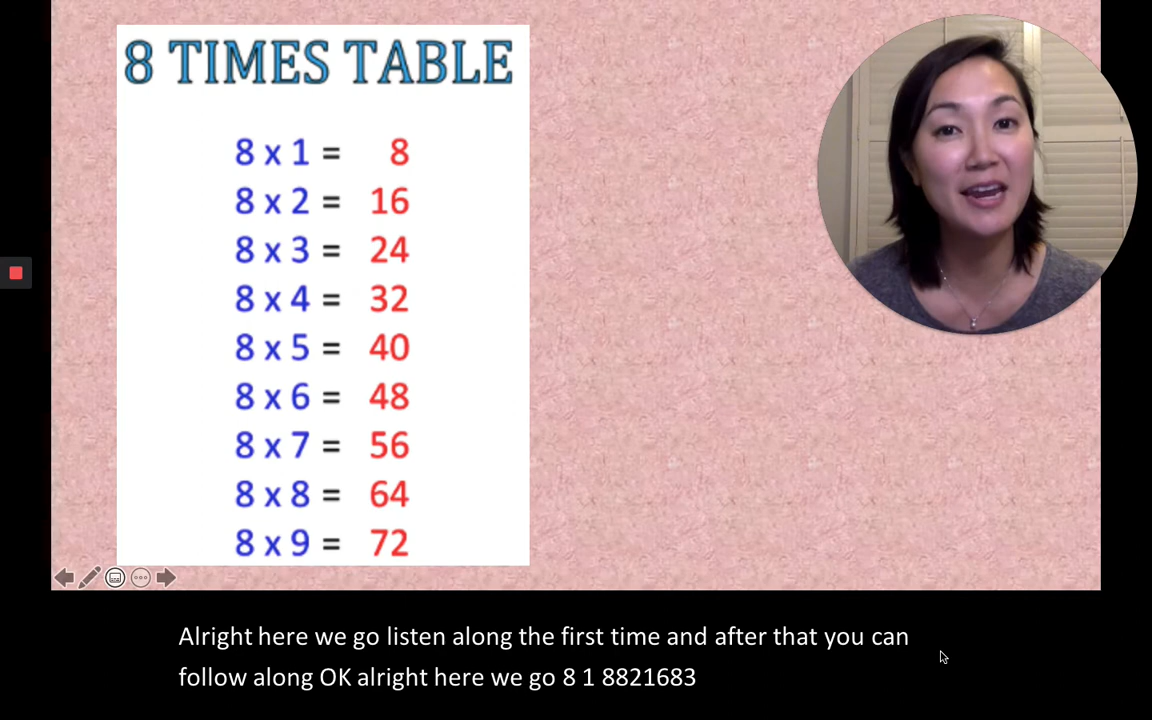 8 TIMES TABLE
8 x 1 = 8
8 x 2 = 16
8 x 3 = 24
8 x 4 = 32
8 x 5 = 40
8 x 6 = 48
8 x 7 = 56
8 x 8 = 64
8 x 9 = 72
Alright here we go listen along the first time and after that you can
follow along OK alright here we go 8 1 8821683